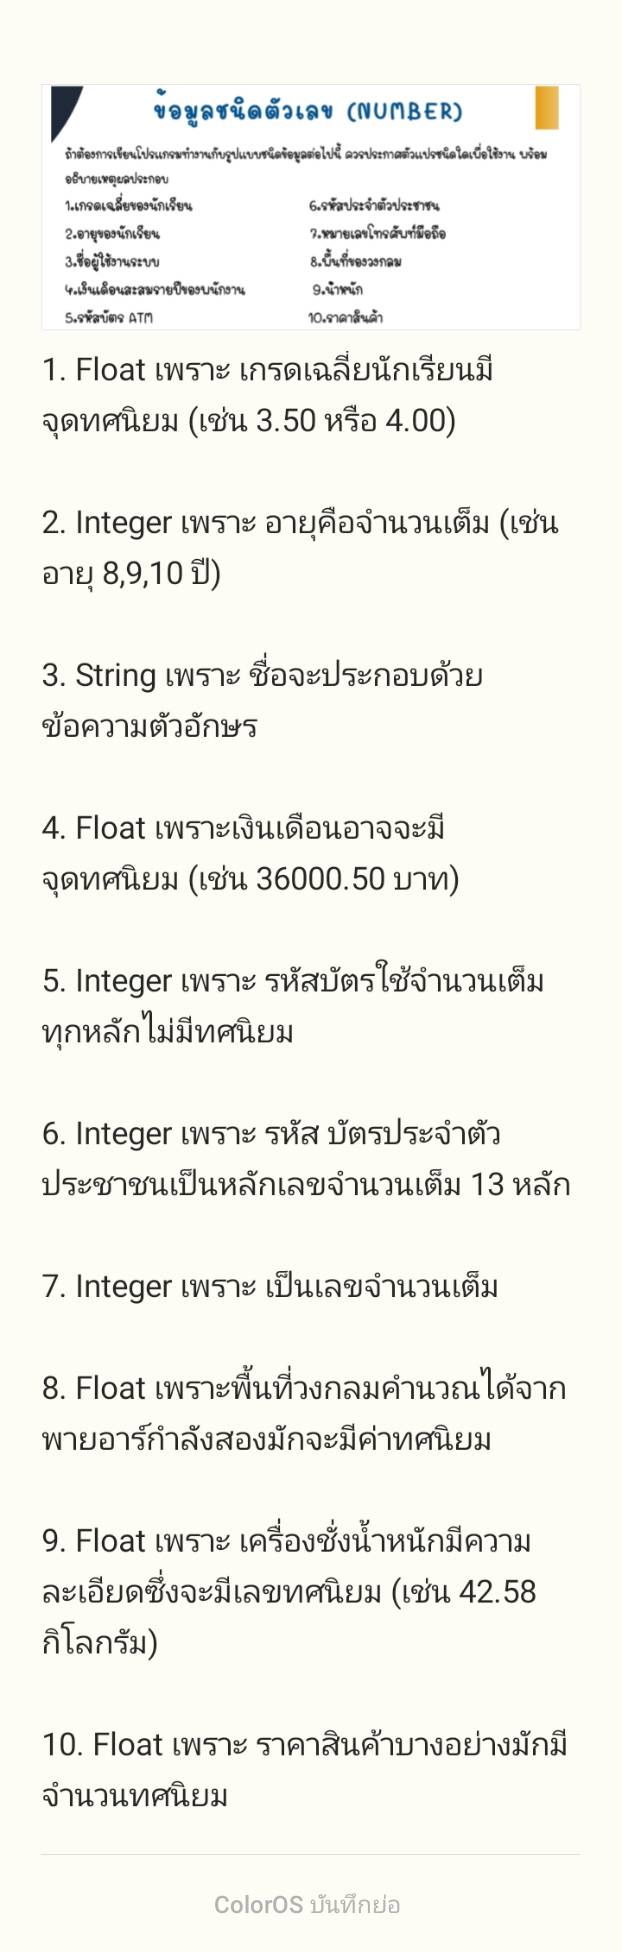 ข้อมูลชนิดตัวเลข (NUMBER)
ถ้าต้องการเขียนโปรแกรมทำงานกับรูปแบบชนิดข้อมูลต่อไปนี้ ควรประกาศตัวแปรชนิดใดเพื่อใช้งาน พร้อม
อธิบายเหตุผลประกอบ
1.เกรดเฉลี่ยของนักเรียน
2.อายุของนักเรียน
3.ชื่อผู้ใช้งานระบบ
4.เงินเดือนสะสมรายปีของพนักงาน
5.รหัสบัตร ATM
6.รหัสประจำตัวประชาชน
7.หมายเลขโทรศัพท์มือถือ
8.พื้นที่ของวงกลม
9.น้ำหนัก
10.ราคาสินค้า
1. Float เพราะ เกรดเฉลี่ยนักเรียนมี
จุดทศนิยม (เช่น 3.50 หรือ 4.00)
2. Integer เพราะ อายุคือจำนวนเต็ม (เช่น
อายุ 8,9,10 ปี)
3. String เพราะ ชื่อจะประกอบด้วย
ข้อความตัวอักษร
4. Float เพราะเงินเดือนอาจจะมี
จุดทศนิยม (เช่น 36000.50 บาท)
5. Integer เพราะ รหัสบัตรใช้จำนวนเต็ม
ทุกหลักไม่มีทศนิยม
6. Integer เพราะ รหัส บัตรประจำตัว
ประชาชนเป็นหลักเลขจำนวนเต็ม 13 หลัก
7. Integer เพราะ เป็นเลขจำนวนเต็ม
8. Float เพราะพื้นที่วงกลมคำนวณได้จาก
พายอาร์กำลังสองมักจะมีค่าทศนิยม
9. Float เพราะ เครื่องชั่งน้ำหนักมีความ
ละเอียดซึ่งจะมีเลขทศนิยม (เช่น 42.58
กิโลกรัม)
10. Float เพราะ ราคาสินค้าบางอย่างมักมี
จำนวนทศนิยม
ColorOS บันทึกย่อ